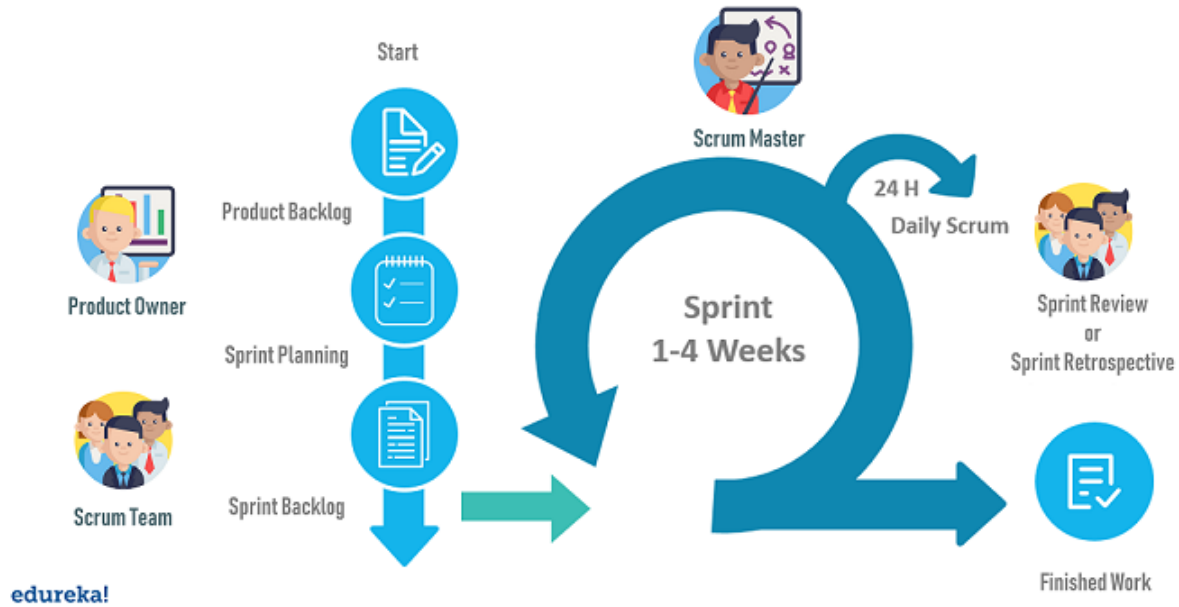 Start
Scrum Master
Product Backlog
24 H
Daily Scrum
Product Owner
Sprint
1-4 Weeks
Sprint Review
or
Sprint Retrospective
Sprint Planning
Scrum Team
Sprint Backlog
Finished Work
edureka!